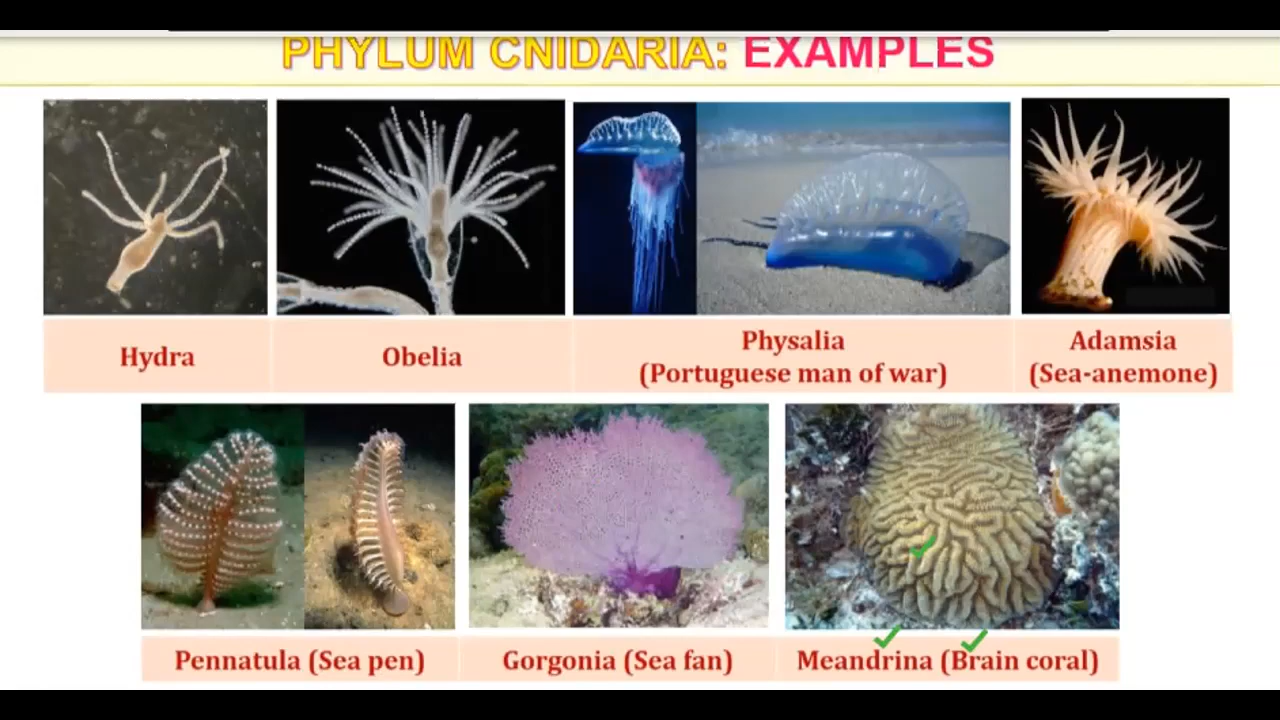 PHYLUM CNIDARIA: EXAMPLES
Hydra
Obelia
Physalia
(Portuguese man of war)
Adamsia
(Sea-anemone)
Pennatula (Sea pen)
Gorgonia (Sea fan)
Meandrina (Brain coral)